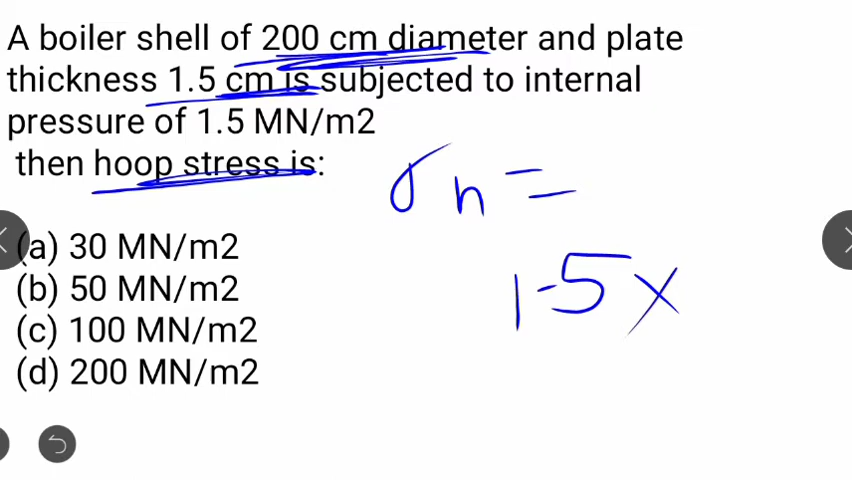 A boiler shell of 200 cm diameter and plate
thickness 1.5 cm is subjected to internal
pressure of 1.5 MN/m2
then hoop stress is:
σn =
1.5 x
(a) 30 MN/m2
(b) 50 MN/m2
(c) 100 MN/m2
(d) 200 MN/m2